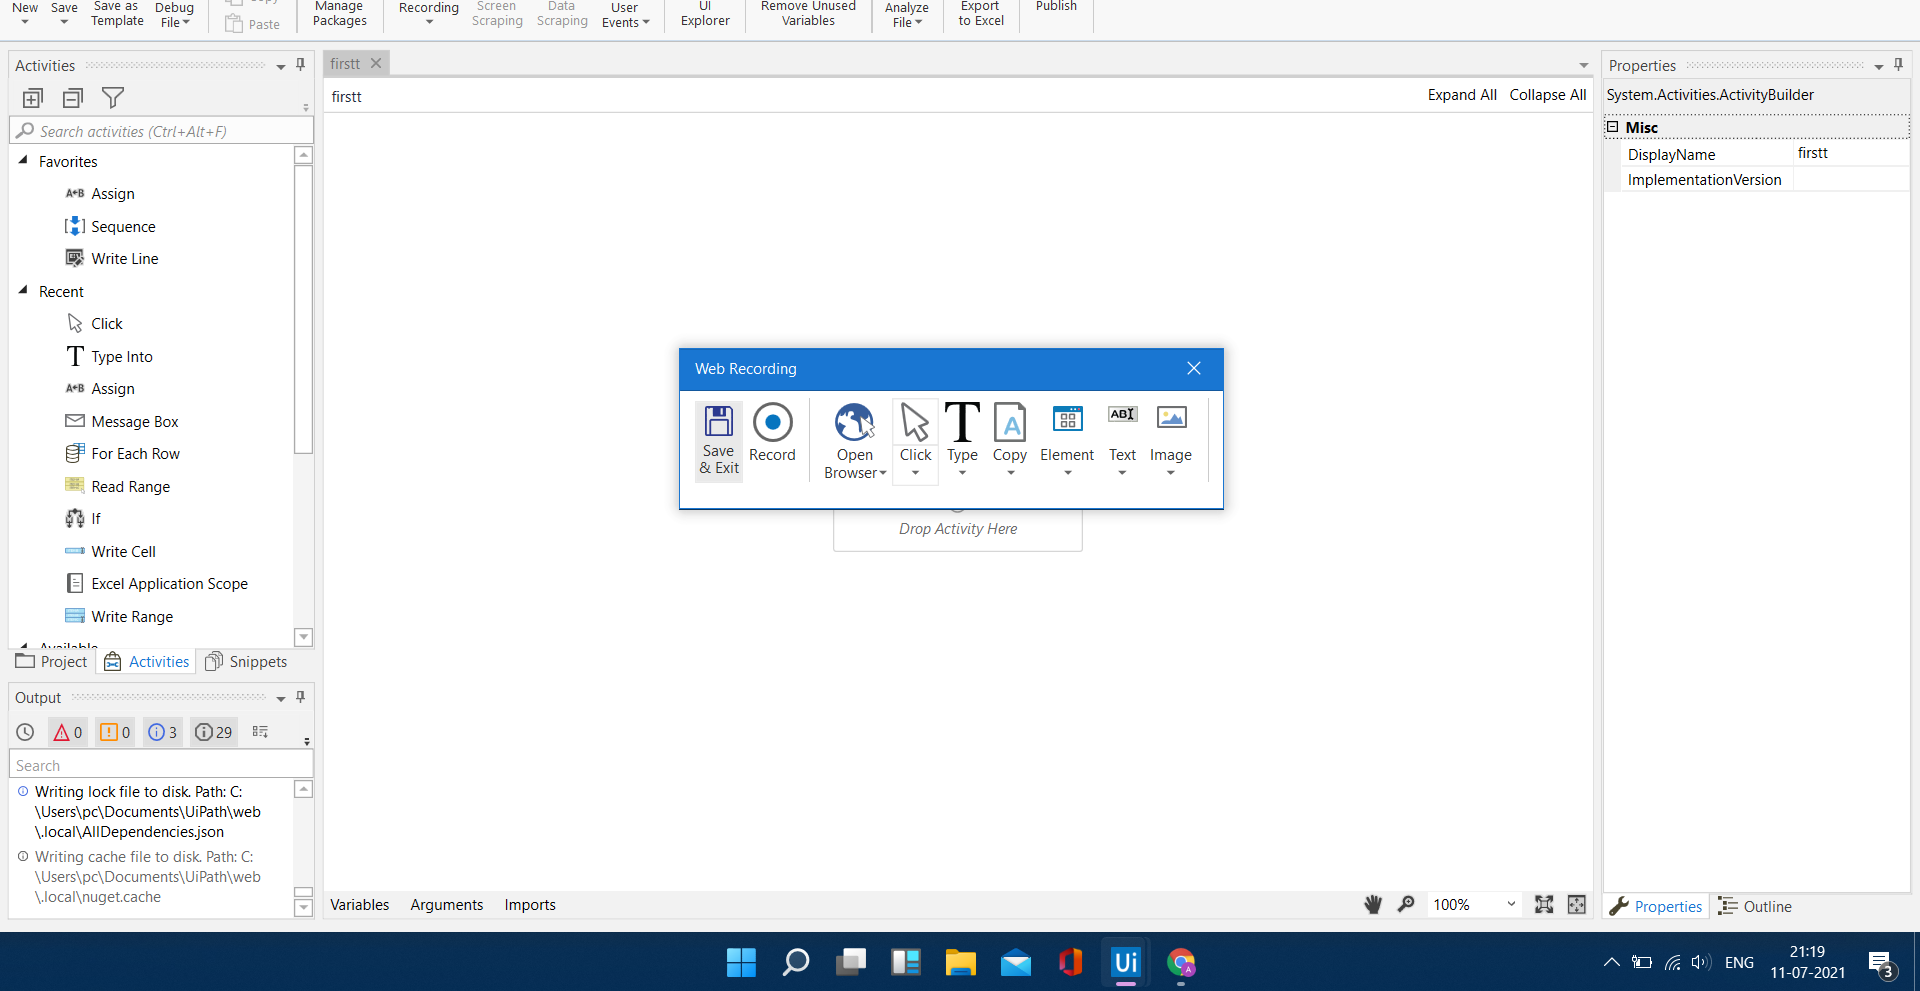 New Save Save as Template Debug File Copy Paste Manage Packages Recording Screen Scraping Data Scraping User Events UI Explorer Remove Unused Variables Analyze File Export to Excel Publish
Activities
Search activities (Ctrl+Alt+F)
Favorites
Assign
Sequence
Write Line
Recent
Click
Type Into
Assign
Message Box
For Each Row
Read Range
If
Write Cell
Excel Application Scope
Write Range
Available
Project Activities Snippets
Output
0 0 3 29
Search
Writing lock file to disk. Path: C:
\Users\pc\Documents\UiPath\web
\.local\AllDependencies.json
Writing cache file to disk. Path: C:
\Users\pc\Documents\UiPath\web
\.local\nuget.cache
firstt
firstt Expand All Collapse All
Web Recording
Save & Exit Record Open Browser Click Type Copy Element Text Image
Drop Activity Here
Variables Arguments Imports 100%
Properties
System.Activities.ActivityBuilder
Misc
DisplayName firstt
ImplementationVersion
Properties Outline
Ui
ENG
21:19
11-07-2021
3